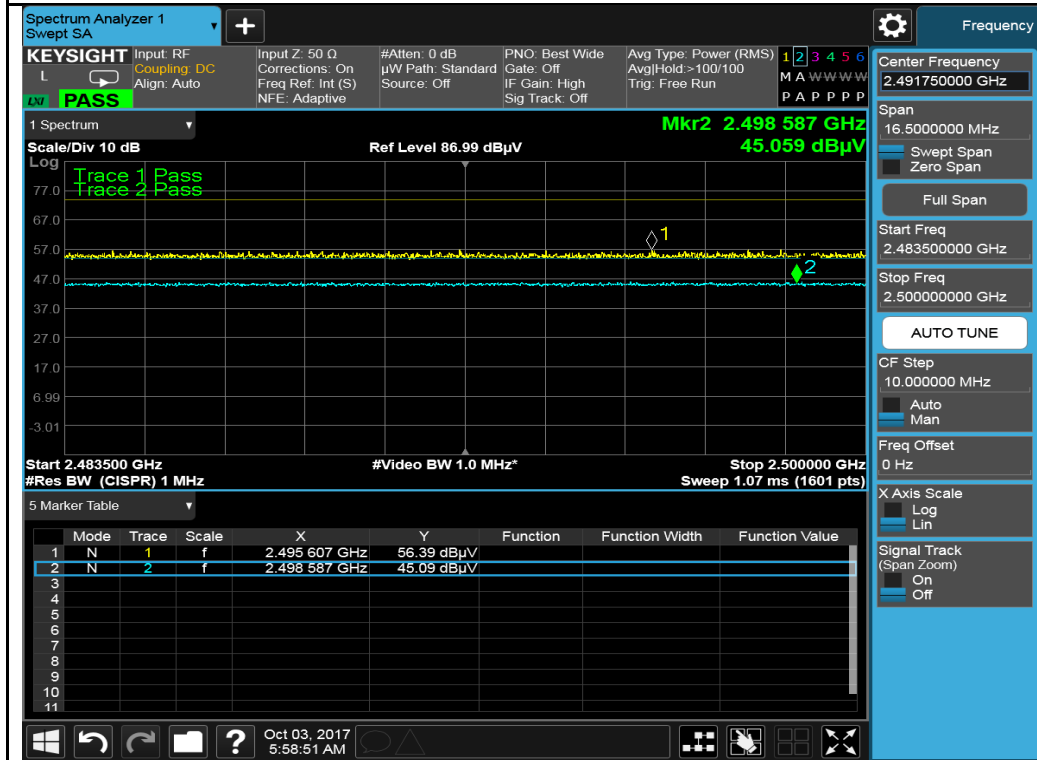 Spectrum Analyzer 1
Swept SA
+
Frequency
KEYSIGHT
L
LXI PASS
Input: RF
Coupling: DC
Align: Auto
Input Z: 50 Ω
Corrections: On
Freq Ref: Int (S)
NFE: Adaptive
#Atten: 0 dB
µW Path: Standard
Source: Off
PNO: Best Wide
Gate: Off
IF Gain: High
Sig Track: Off
Avg Type: Power (RMS)
Avg|Hold:>100/100
Trig: Free Run
1 2 3 4 5 6
M A W W W W
P A P P P P
1 Spectrum
Mkr2 2.498 587 GHz
Scale/Div 10 dB
Ref Level 86.99 dBµV
45.059 dBµV
Log
Trace 1 Pass
Trace 2 Pass
77.0
67.0
57.0
47.0
37.0
27.0
17.0
6.99
-3.01
1
2
Start 2.483500 GHz
#Video BW 1.0 MHz*
Stop 2.500000 GHz
#Res BW (CISPR) 1 MHz
Sweep 1.07 ms (1601 pts)
5 Marker Table
Mode Trace Scale X Y Function Function Width Function Value
1 N 1 f 2.495 607 GHz 56.39 dBµV
2 N 2 f 2.498 587 GHz 45.09 dBµV
3
4
5
6
7
8
9
10
11
Center Frequency
2.491750000 GHz
Span
16.5000000 MHz
Swept Span
Zero Span
Full Span
Start Freq
2.483500000 GHz
Stop Freq
2.500000000 GHz
AUTO TUNE
CF Step
10.000000 MHz
Auto
Man
Freq Offset
0 Hz
X Axis Scale
Log
Lin
Signal Track
(Span Zoom)
On
Off
?
Oct 03, 2017
5:58:51 AM